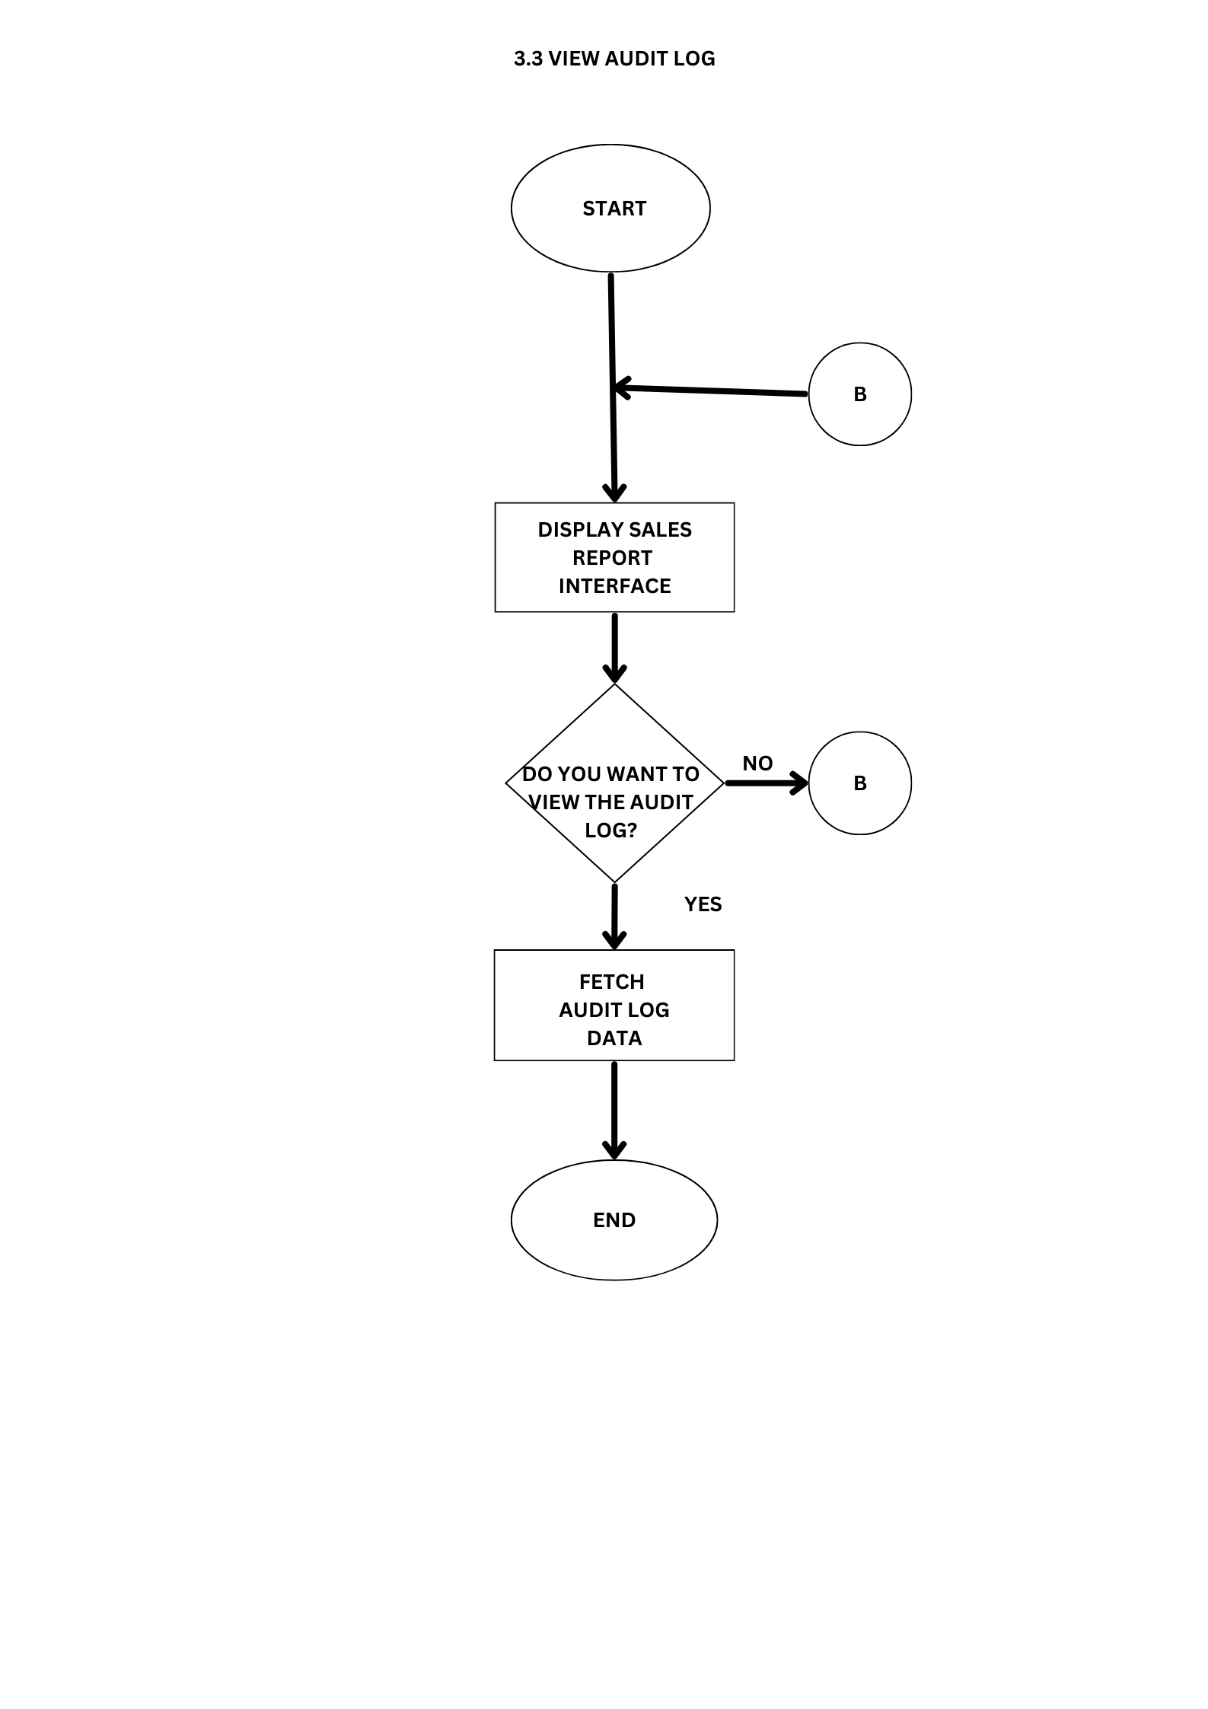 3.3 VIEW AUDIT LOG
START
B
DISPLAY SALES
REPORT
INTERFACE
DO YOU WANT TO
VIEW THE AUDIT
LOG?
NO
B
YES
FETCH
AUDIT LOG
DATA
END